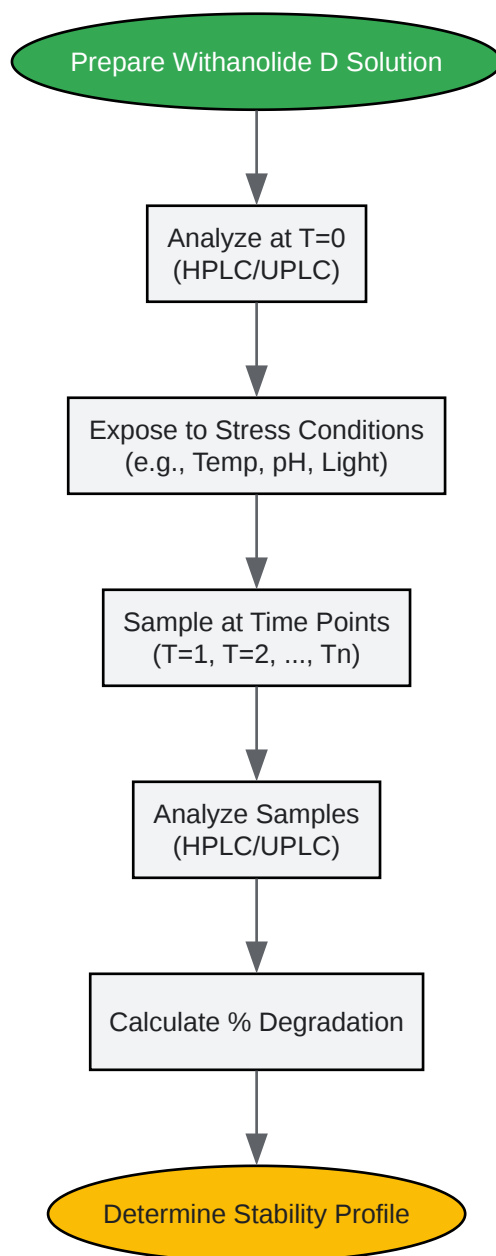 Prepare Withanolide D Solution
Analyze at T=0
(HPLC/UPLC)
Expose to Stress Conditions
(e.g., Temp, pH, Light)
Sample at Time Points
(T=1, T=2, ..., Tn)
Analyze Samples
(HPLC/UPLC)
Calculate % Degradation
Determine Stability Profile